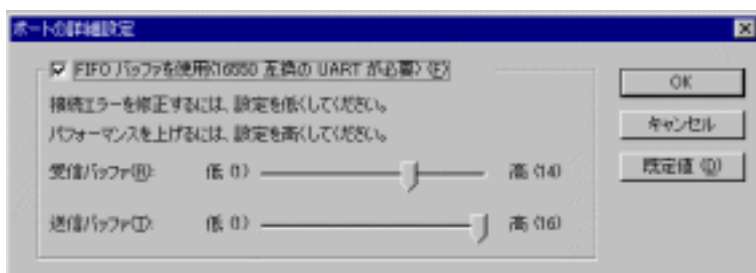 ポートの詳細設定
FIFO バッファを使用(16550 互換の UART が必要) (F)
接続エラーを修正するには、設定を低くしてください。
パフォーマンスを上げるには、設定を高くしてください。
受信バッファ(R): 低 (1) 高 (14)
送信バッファ(T): 低 (1) 高 (16)
OK
キャンセル
既定値 (D)